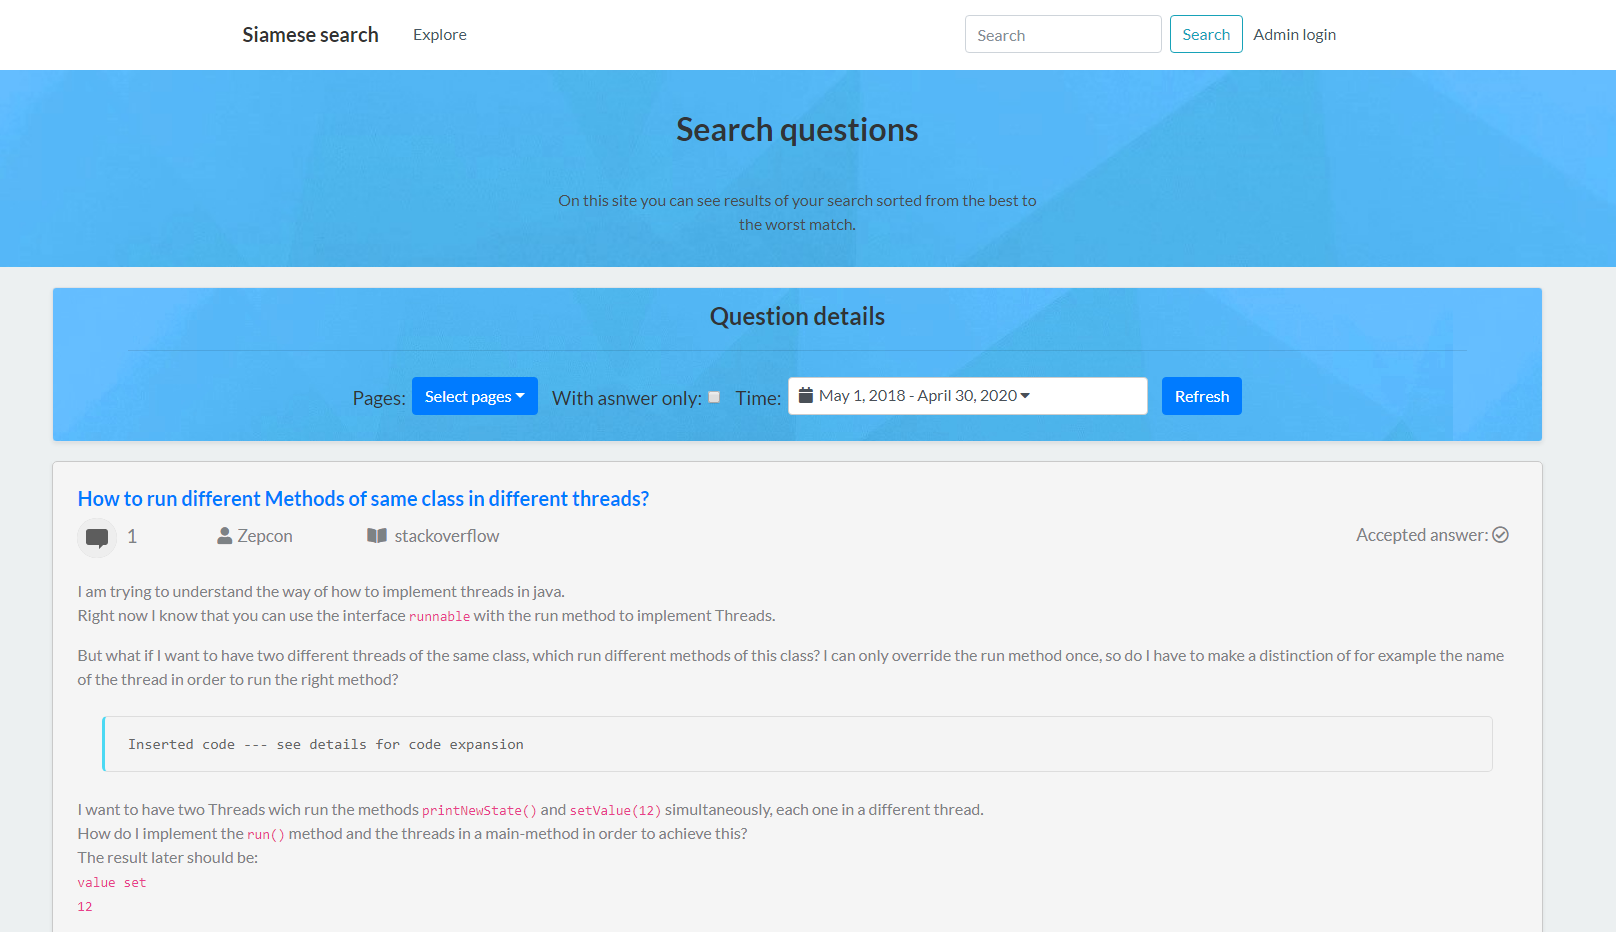 Siamese search Explore Search Search Admin login
Search questions
On this site you can see results of your search sorted from the best to
the worst match.
Question details
Pages: Select pages With asnwer only: Time: May 1, 2018 - April 30, 2020 Refresh
How to run different Methods of same class in different threads?
1 Zepcon stackoverflow Accepted answer:
I am trying to understand the way of how to implement threads in java.
Right now I know that you can use the interface runnable with the run method to implement Threads.
But what if I want to have two different threads of the same class, which run different methods of this class? I can only override the run method once, so do I have to make a distinction of for example the name
of the thread in order to run the right method?
Inserted code --- see details for code expansion
I want to have two Threads wich run the methods printNewState() and setValue(12) simultaneously, each one in a different thread.
How do I implement the run() method and the threads in a main-method in order to achieve this?
The result later should be:
value set
12